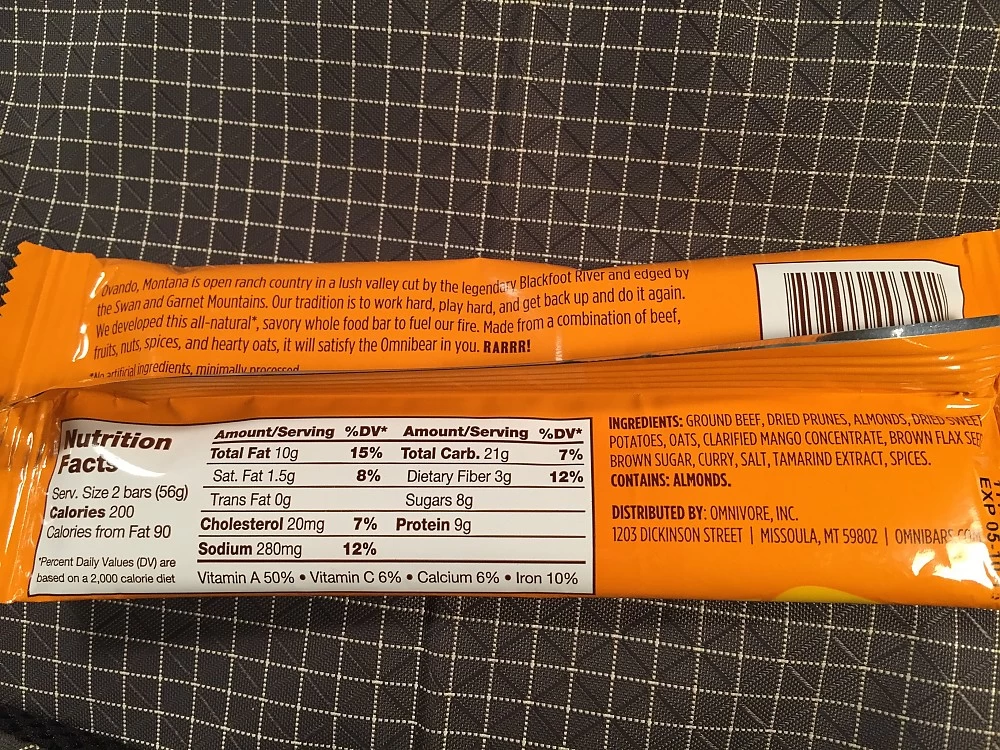 Ovando, Montana is open ranch country in a lush valley cut by the legendary Blackfoot River and edged by
the Swan and Garnet Mountains. Our tradition is to work hard, play hard, and get back up and do it again.
We developed this all-natural*, savory whole food bar to fuel our fire. Made from a combination of beef,
fruits, nuts, spices, and hearty oats, it will satisfy the Omnibear in you. RARRR!
*No artificial ingredients, minimally processed
Nutrition
Facts
Serv. Size 2 bars (56g)
Calories 200
Calories from Fat 90
*Percent Daily Values (DV) are
based on a 2,000 calorie diet
Amount/Serving %DV* Amount/Serving %DV*
Total Fat 10g 15% Total Carb. 21g 7%
Sat. Fat 1.5g 8% Dietary Fiber 3g 12%
Trans Fat 0g Sugars 8g
Cholesterol 20mg 7% Protein 9g
Sodium 280mg 12%
Vitamin A 50% • Vitamin C 6% • Calcium 6% • Iron 10%
INGREDIENTS: GROUND BEEF, DRIED PRUNES, ALMONDS, DRIED SWEET
POTATOES, OATS, CLARIFIED MANGO CONCENTRATE, BROWN FLAX SEE
BROWN SUGAR, CURRY, SALT, TAMARIND EXTRACT, SPICES.
CONTAINS: ALMONDS.
DISTRIBUTED BY: OMNIVORE, INC.
1203 DICKINSON STREET | MISSOULA, MT 59802 | OMNIBARS.COM
EXP 05